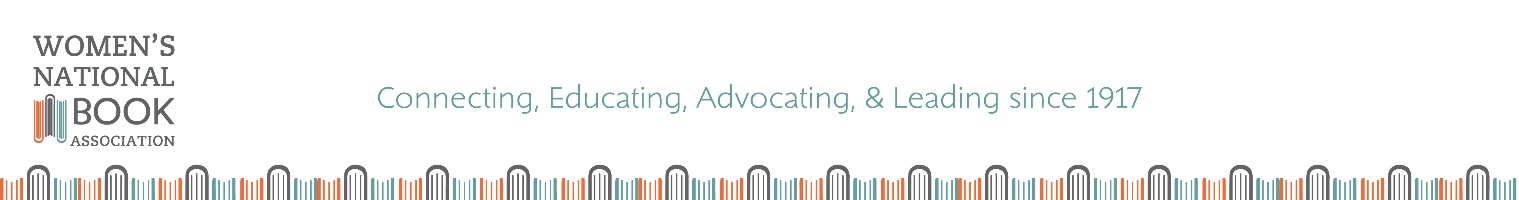 WOMEN'S
NATIONAL
BOOK
ASSOCIATION
Connecting, Educating, Advocating, & Leading since 1917